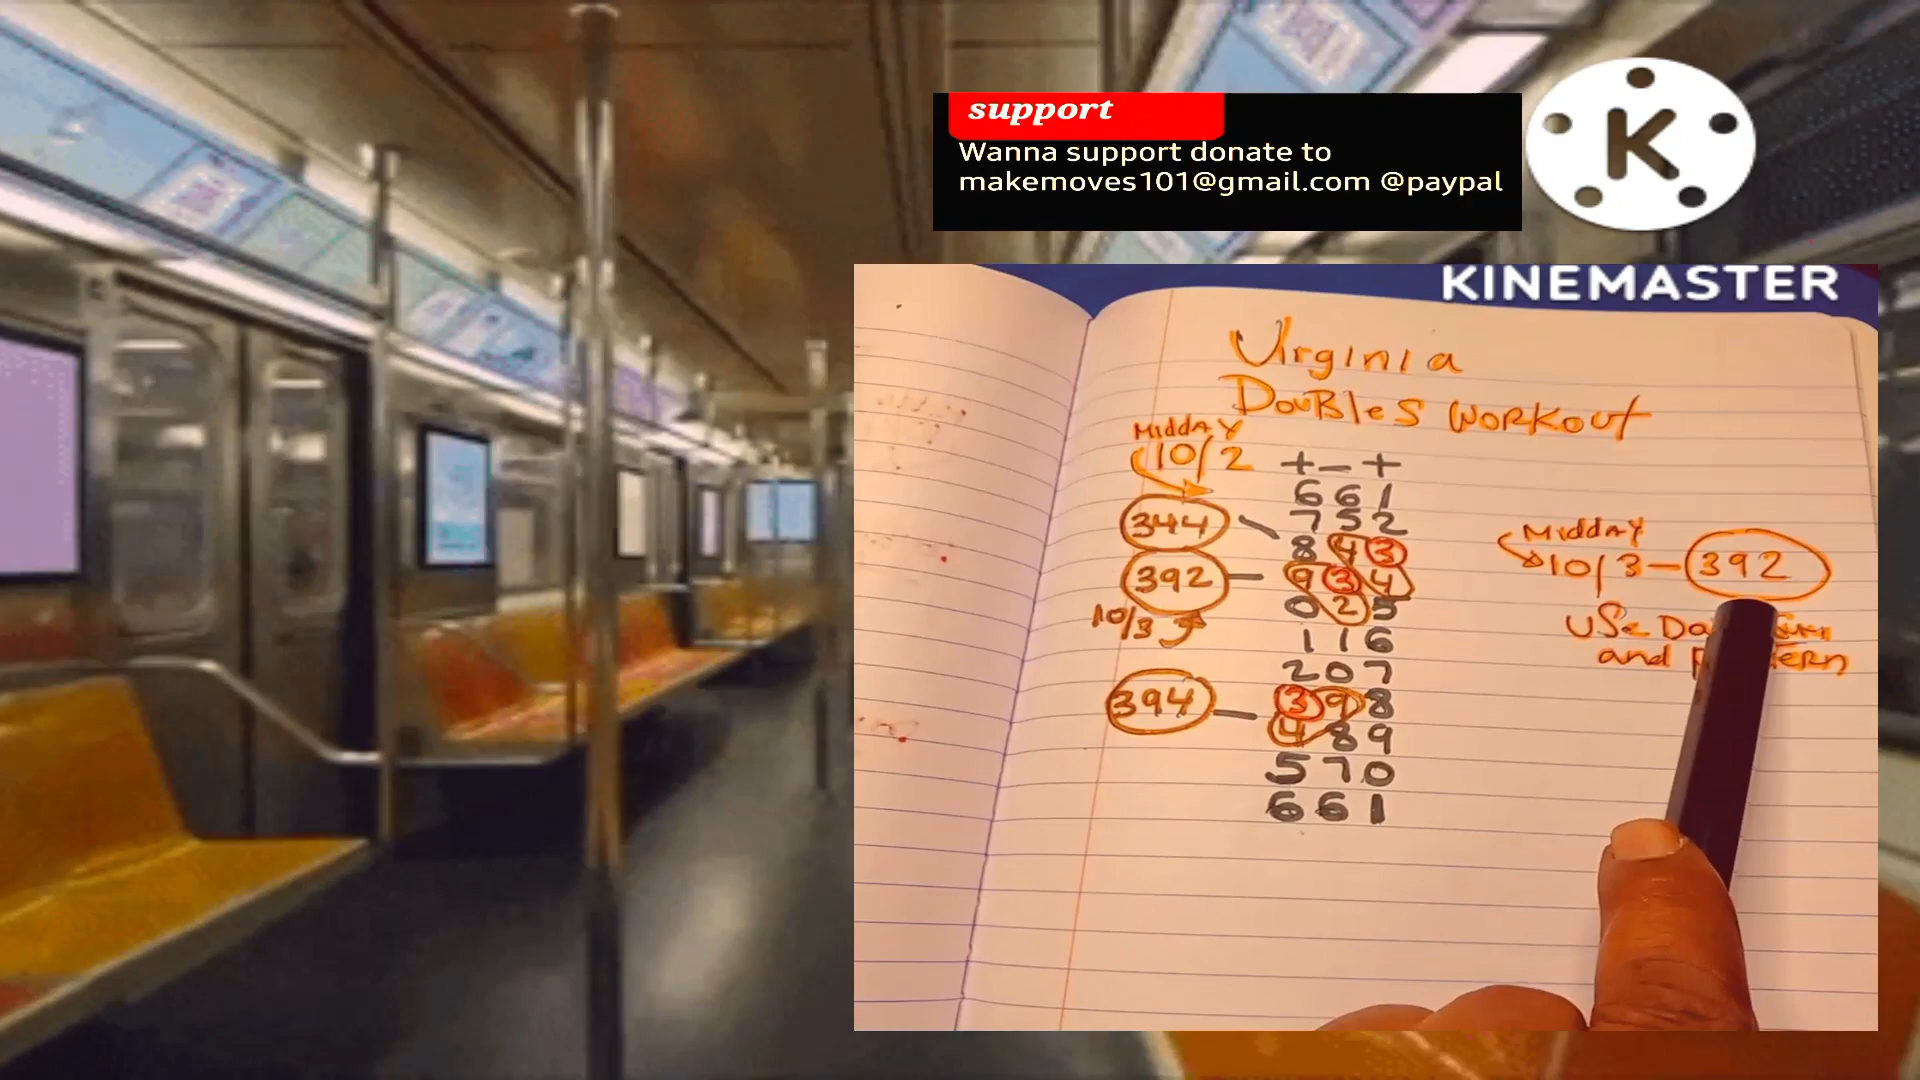 support
Wanna support donate to
makemoves101@gmail.com @paypal
K
KINEMASTER
Virginia
DOUBLES WORKOUT
MIDDAY
10/2
+ - +
661
344
752
843
392
934
025
10/3
116
207
394
398
489
570
661
MIDDAY
10/3 - 392
USE
and